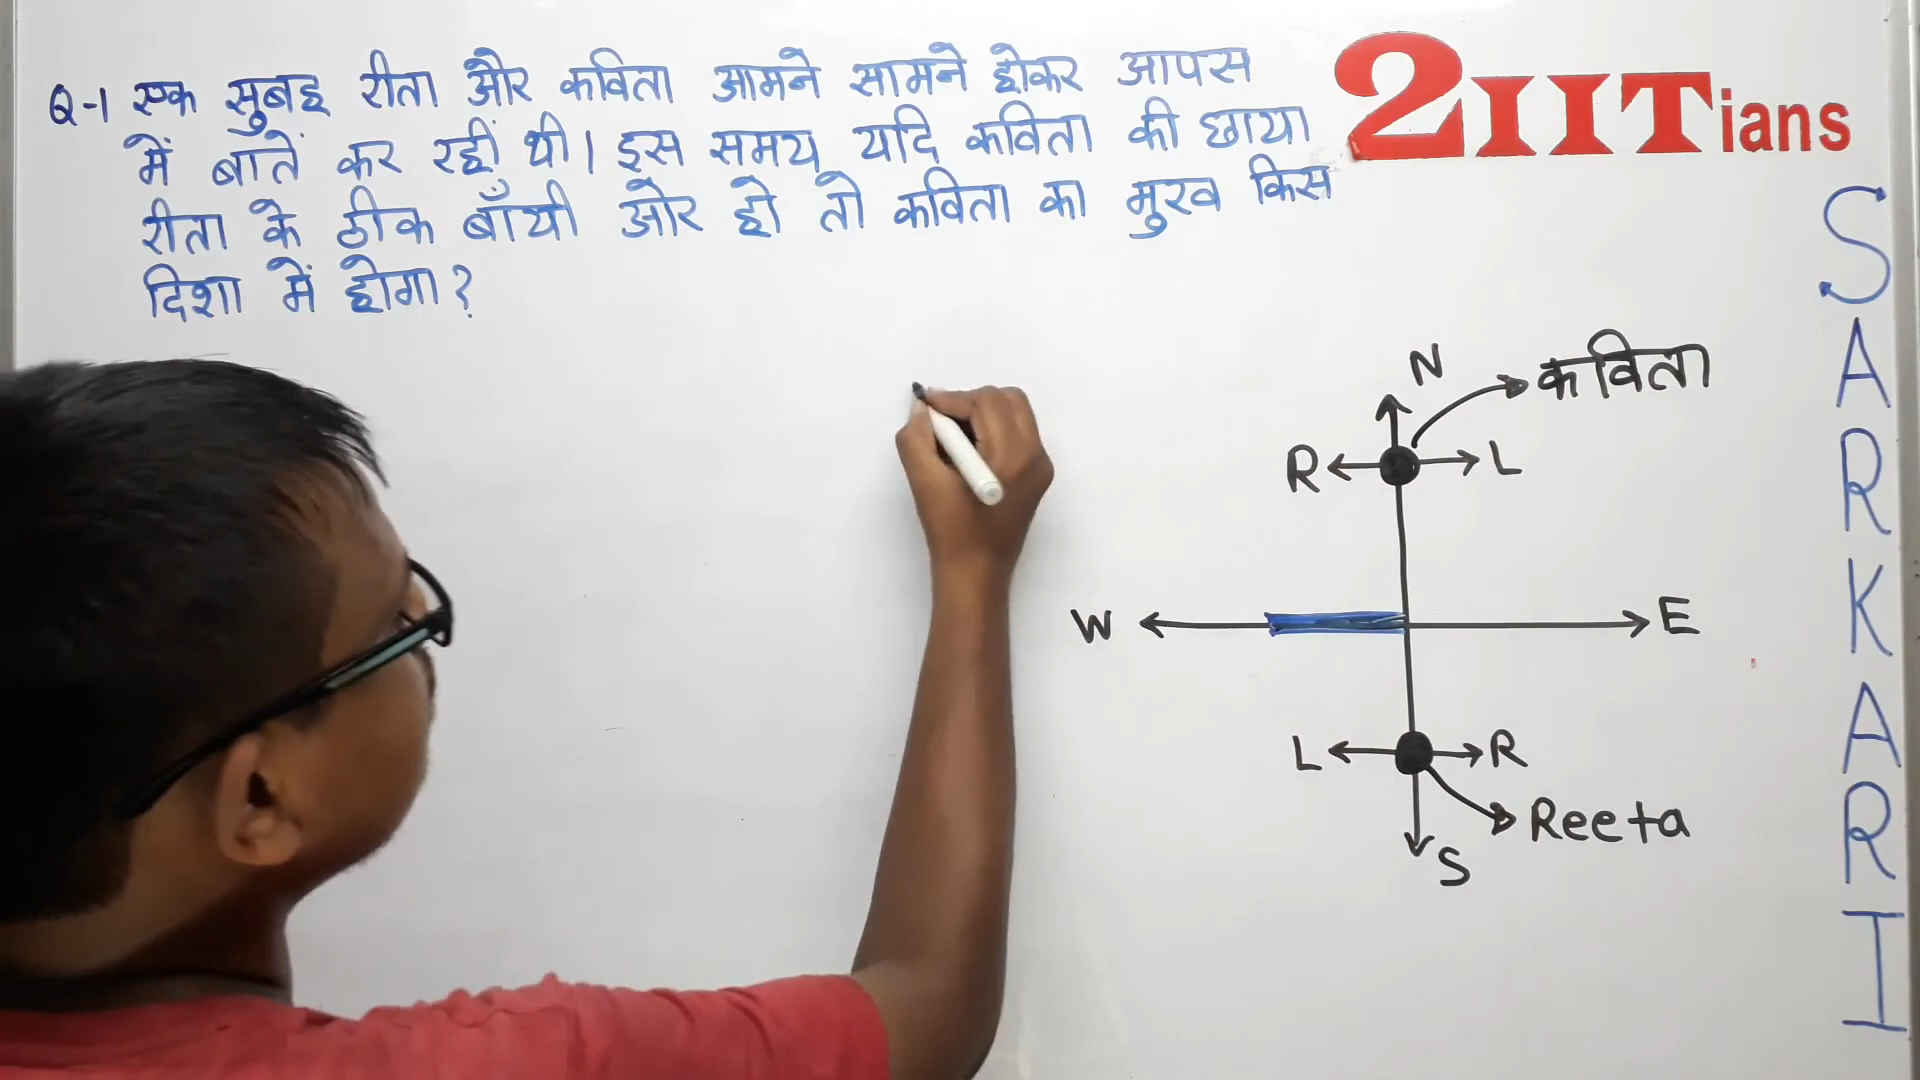 Q-1 एक सुबह रीता और कविता आमने सामने होकर आपस
में बातें कर रहीं थी। इस समय यदि कविता की छाया
रीता के ठीक बाँयी ओर हो तो कविता का मुख किस
दिशा में होगा?
2IITians
SARKARI
N
कविता
R L
W E
L R
Reeta
S